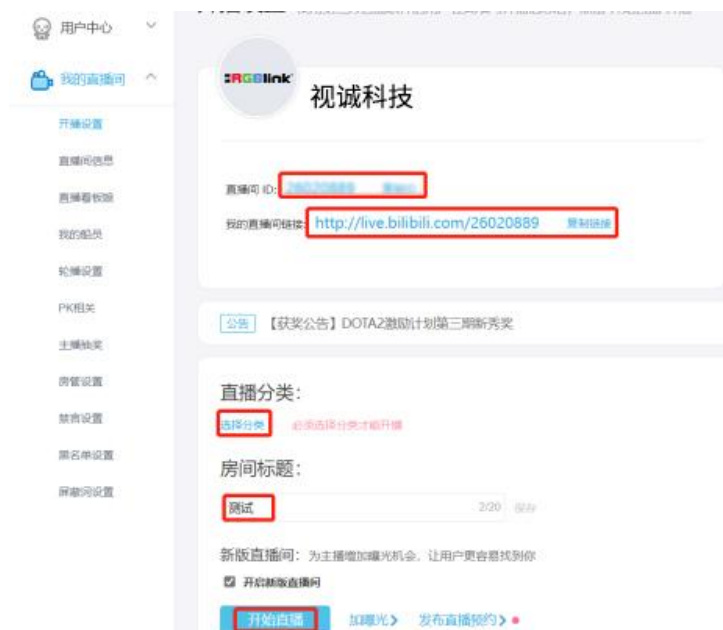 用户中心
我的直播间
开播设置
直播间信息
直播看板娘
我的船员
轮播设置
PK相关
主播抽奖
房管设置
禁言设置
黑名单设置
屏蔽词设置
RGBlink
视诚科技
直播间 ID: 26020889
我的直播间链接: http://live.bilibili.com/26020889 复制链接
公告 【获奖公告】DOTA2激励计划第三期新秀奖
直播分类：
选择分类 必须选择分类才能开播
房间标题：
测试 2/20 保存
新版直播间：为主播增加曝光机会，让用户更容易找到你
开启新版直播间
开始直播 加曝光 发布直播预约